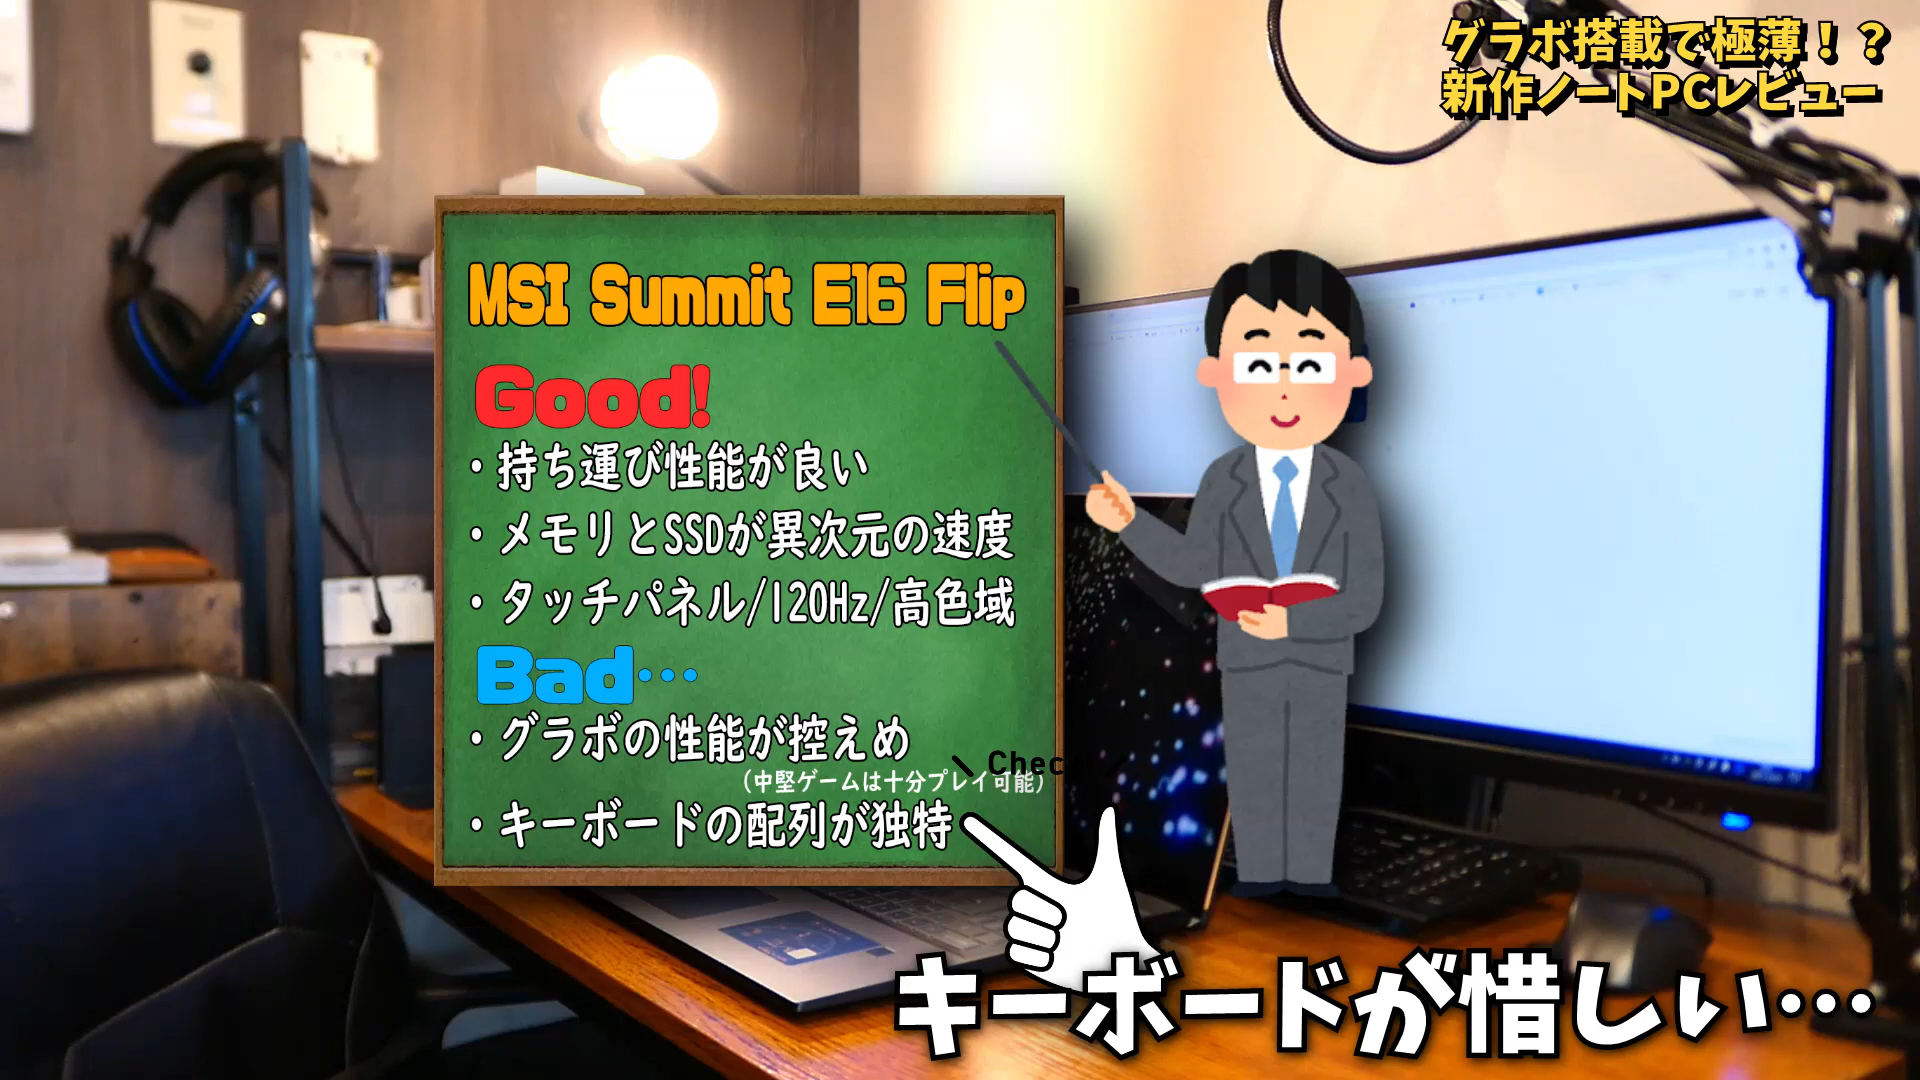 グラボ搭載で極薄！？
新作ノートPCレビュー
MSI Summit E16 Flip
Good!
・持ち運び性能が良い
・メモリとSSDが異次元の速度
・タッチパネル/120Hz/高色域
Bad…
・グラボの性能が控えめ
Chec
（中堅ゲームは十分プレイ可能）
・キーボードの配列が独特
キーボードが惜しい…